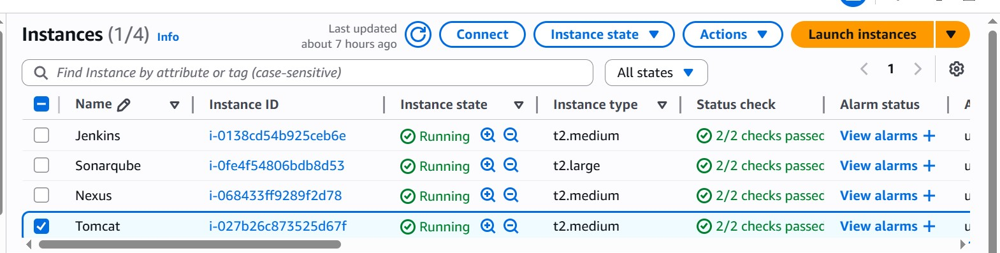 Instances (1/4) Info
Last updated
about 7 hours ago
Connect
Instance state
Actions
Launch instances
Find Instance by attribute or tag (case-sensitive)
All states
1
Name Instance ID Instance state Instance type Status check Alarm status
Jenkins i-0138cd54b925ceb6e Running t2.medium 2/2 checks passed View alarms +
Sonarqube i-0fe4f54806bdb8d53 Running t2.large 2/2 checks passed View alarms +
Nexus i-068433ff9289f2d78 Running t2.medium 2/2 checks passed View alarms +
Tomcat i-027b26c873525d67f Running t2.medium 2/2 checks passed View alarms +